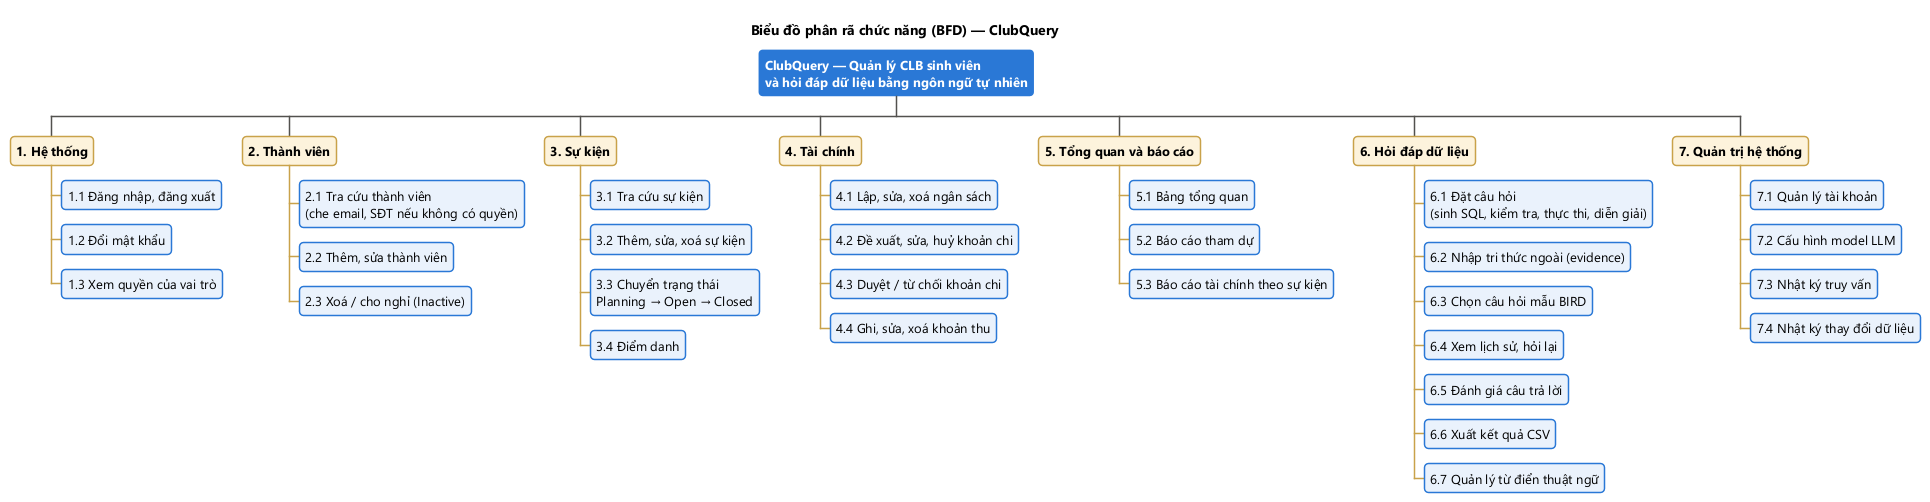 Biểu đồ phân rã chức năng (BFD) — ClubQuery
ClubQuery — Quản lý CLB sinh viên
và hỏi đáp dữ liệu bằng ngôn ngữ tự nhiên
1. Hệ thống
1.1 Đăng nhập, đăng xuất
1.2 Đổi mật khẩu
1.3 Xem quyền của vai trò
2. Thành viên
2.1 Tra cứu thành viên
(che email, SĐT nếu không có quyền)
2.2 Thêm, sửa thành viên
2.3 Xoá / cho nghỉ (Inactive)
3. Sự kiện
3.1 Tra cứu sự kiện
3.2 Thêm, sửa, xoá sự kiện
3.3 Chuyển trạng thái
Planning → Open → Closed
3.4 Điểm danh
4. Tài chính
4.1 Lập, sửa, xoá ngân sách
4.2 Đề xuất, sửa, huỷ khoản chi
4.3 Duyệt / từ chối khoản chi
4.4 Ghi, sửa, xoá khoản thu
5. Tổng quan và báo cáo
5.1 Bảng tổng quan
5.2 Báo cáo tham dự
5.3 Báo cáo tài chính theo sự kiện
6. Hỏi đáp dữ liệu
6.1 Đặt câu hỏi
(sinh SQL, kiểm tra, thực thi, diễn giải)
6.2 Nhập tri thức ngoài (evidence)
6.3 Chọn câu hỏi mẫu BIRD
6.4 Xem lịch sử, hỏi lại
6.5 Đánh giá câu trả lời
6.6 Xuất kết quả CSV
6.7 Quản lý từ điển thuật ngữ
7. Quản trị hệ thống
7.1 Quản lý tài khoản
7.2 Cấu hình model LLM
7.3 Nhật ký truy vấn
7.4 Nhật ký thay đổi dữ liệu